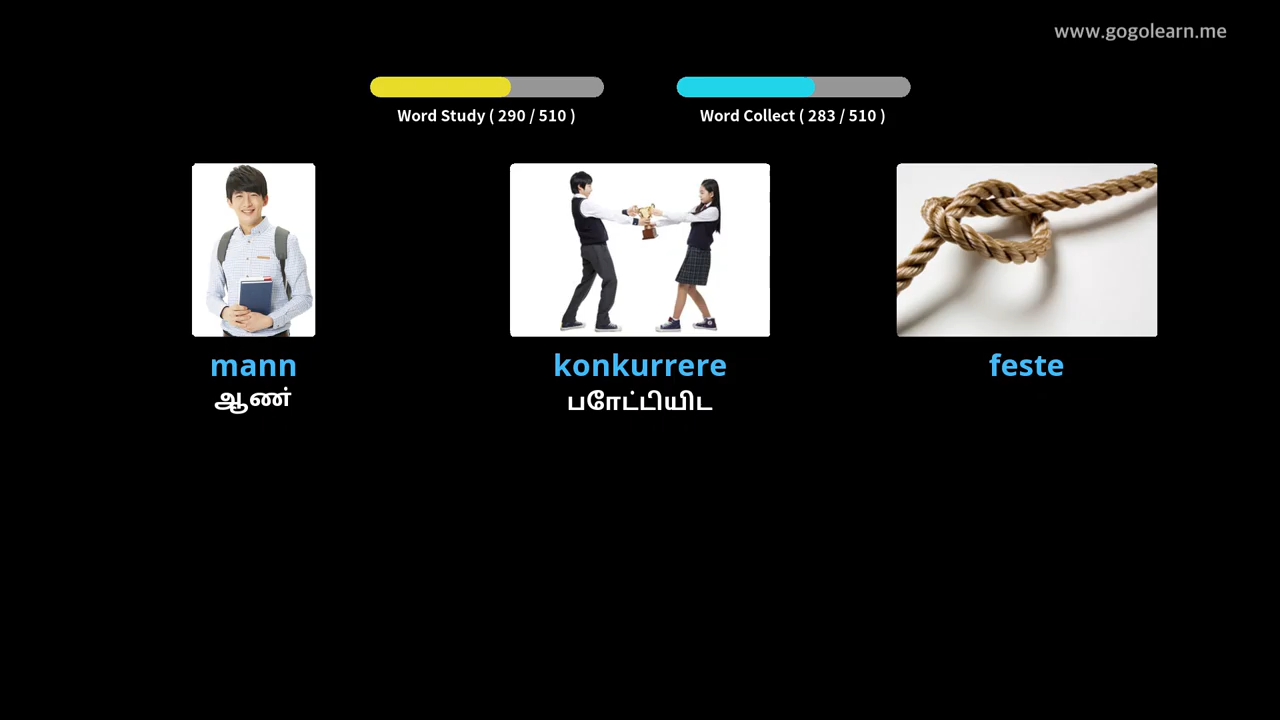 www.gogolearn.me
Word Study ( 290 / 510 )
Word Collect ( 283 / 510 )
mann
ஆண்
konkurrere
போட்டியிட
feste